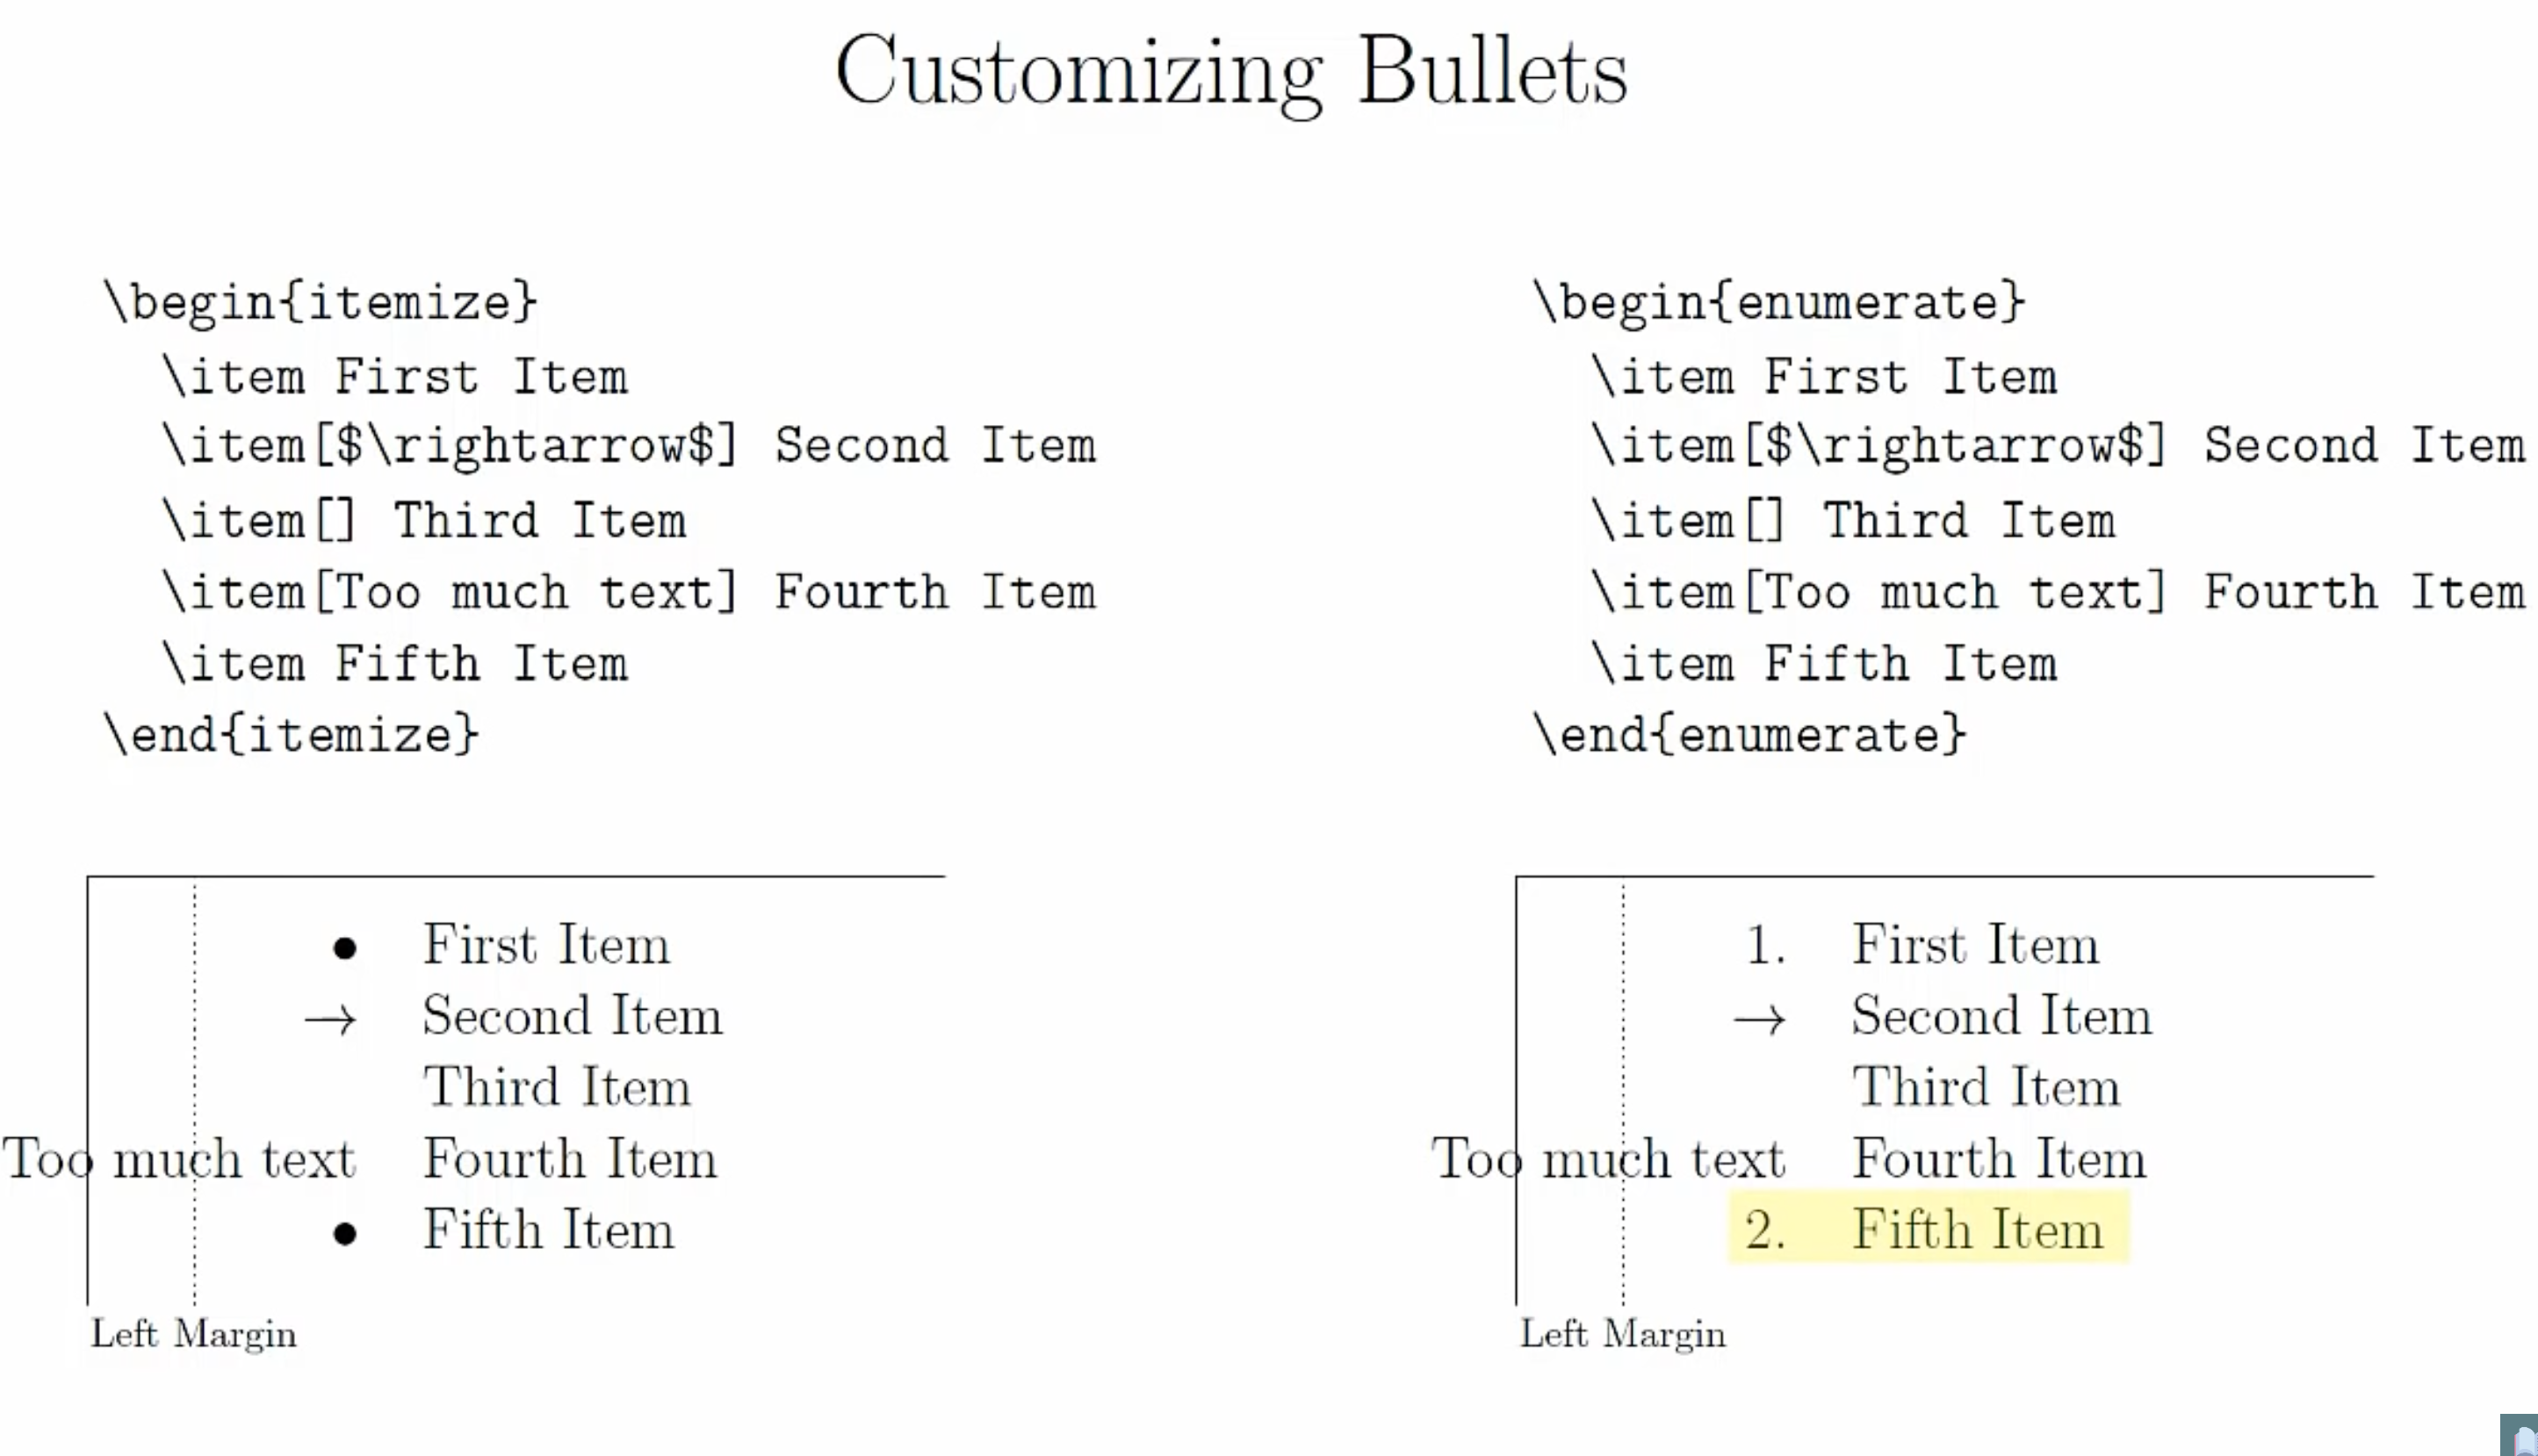 Customizing Bullets
\begin{itemize}
\item First Item
\item[$\rightarrow$] Second Item
\item[] Third Item
\item[Too much text] Fourth Item
\item Fifth Item
\end{itemize}
\begin{enumerate}
\item First Item
\item[$\rightarrow$] Second Item
\item[] Third Item
\item[Too much text] Fourth Item
\item Fifth Item
\end{enumerate}
• First Item
→ Second Item
Third Item
Too much text Fourth Item
• Fifth Item
Left Margin
1. First Item
→ Second Item
Third Item
Too much text Fourth Item
2. Fifth Item
Left Margin